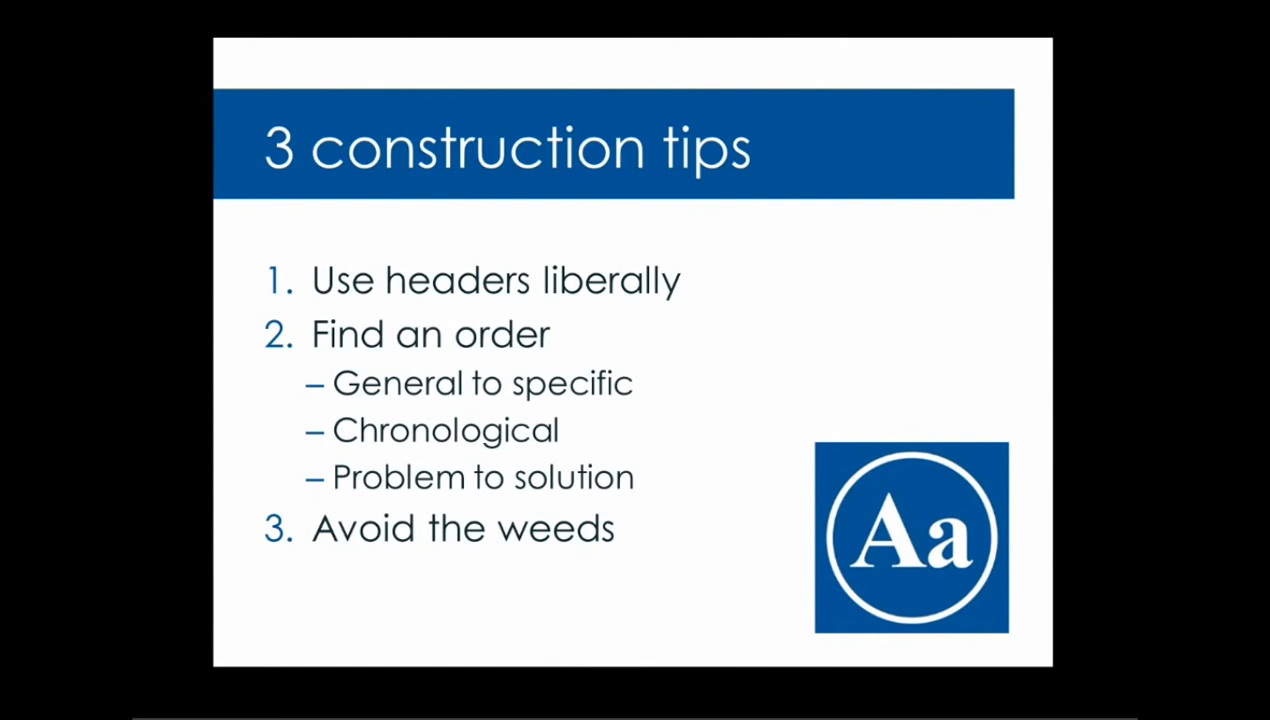 3 construction tips
1. Use headers liberally
2. Find an order
– General to specific
– Chronological
– Problem to solution
3. Avoid the weeds
Aa